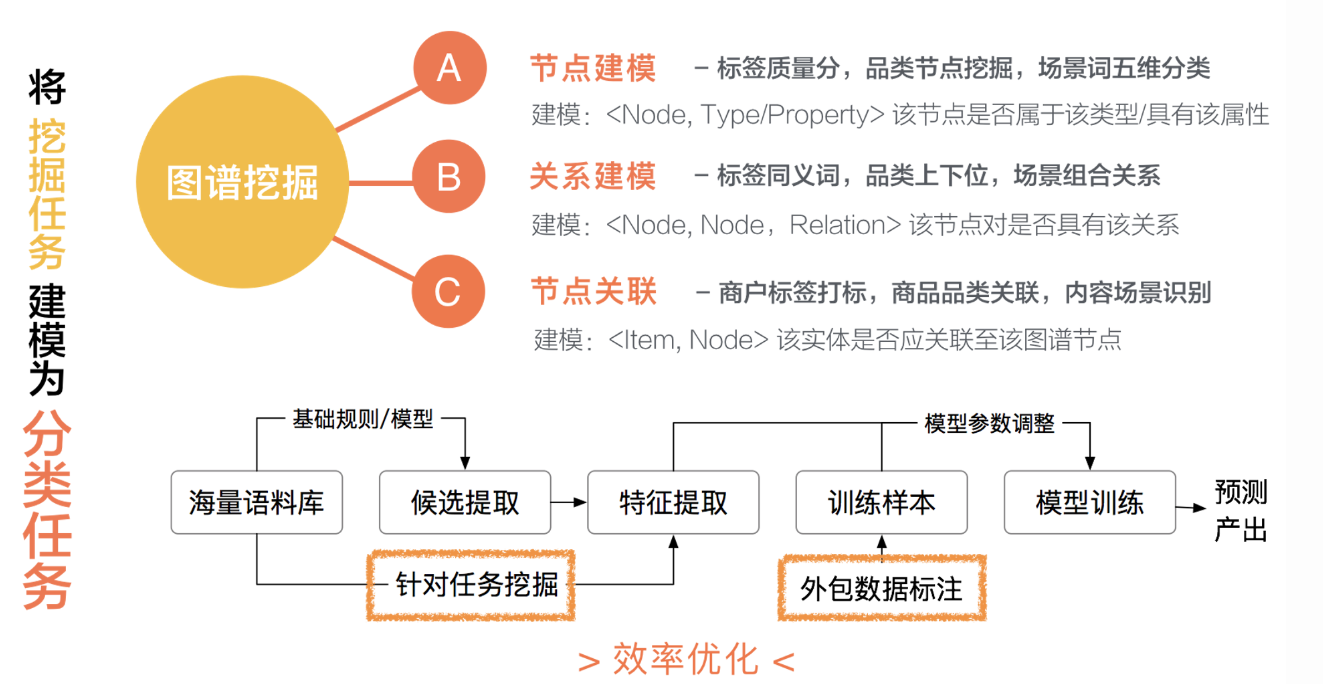 将挖掘任务建模为分类任务
图谱挖掘
A
节点建模 – 标签质量分，品类节点挖掘，场景词五维分类
建模：<Node, Type/Property> 该节点是否属于该类型/具有该属性
B
关系建模 – 标签同义词，品类上下位，场景组合关系
建模：<Node, Node，Relation> 该节点对是否具有该关系
C
节点关联 – 商户标签打标，商品品类关联，内容场景识别
建模：<Item, Node> 该实体是否应关联至该图谱节点
基础规则/模型
模型参数调整
海量语料库
候选提取
特征提取
训练样本
模型训练
预测
产出
针对任务挖掘
外包数据标注
> 效率优化 <